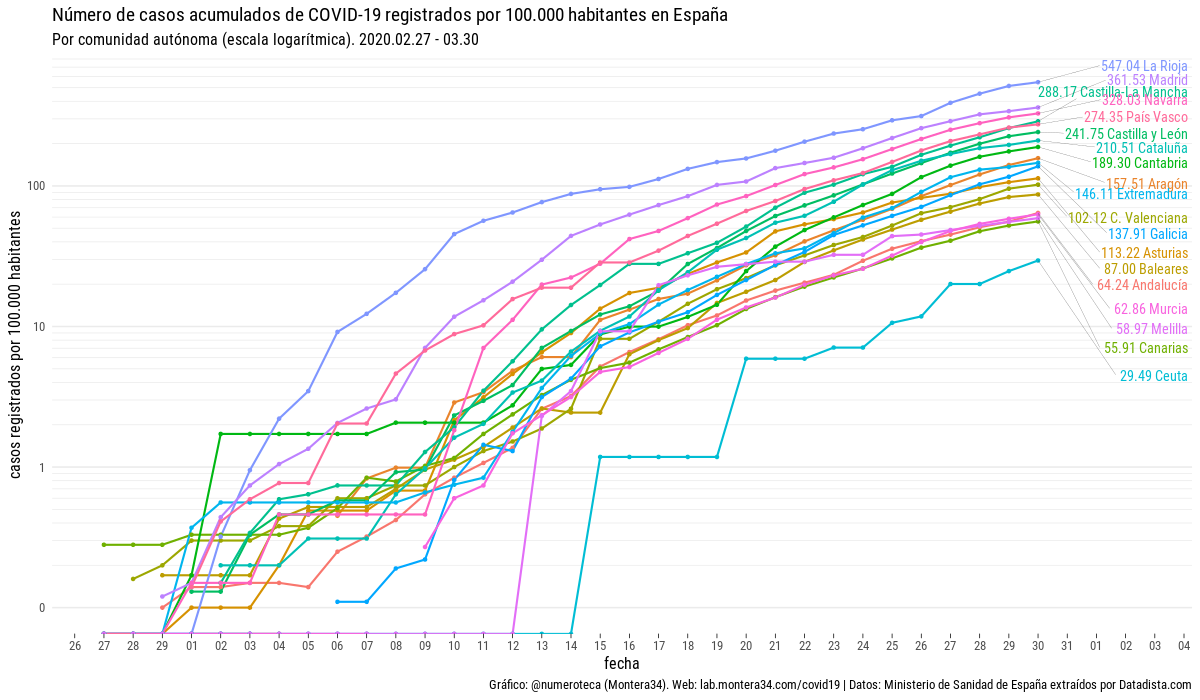 Número de casos acumulados de COVID-19 registrados por 100.000 habitantes en España
Por comunidad autónoma (escala logarítmica). 2020.02.27 - 03.30
547.04 La Rioja
361.53 Madrid
288.17 Castilla-La Mancha
328.03 Navarra
274.35 País Vasco
241.75 Castilla y León
210.51 Cataluña
189.30 Cantabria
157.51 Aragón
146.11 Extremadura
102.12 C. Valenciana
137.91 Galicia
113.22 Asturias
87.00 Baleares
64.24 Andalucía
62.86 Murcia
58.97 Melilla
55.91 Canarias
29.49 Ceuta
casos registrados por 100.000 habitantes
100
10
1
0
26 27 28 29 01 02 03 04 05 06 07 08 09 10 11 12 13 14 15 16 17 18 19 20 21 22 23 24 25 26 27 28 29 30 31 01 02 03 04
fecha
Gráfico: @numeroteca (Montera34). Web: lab.montera34.com/covid19 | Datos: Ministerio de Sanidad de España extraídos por Datadista.com